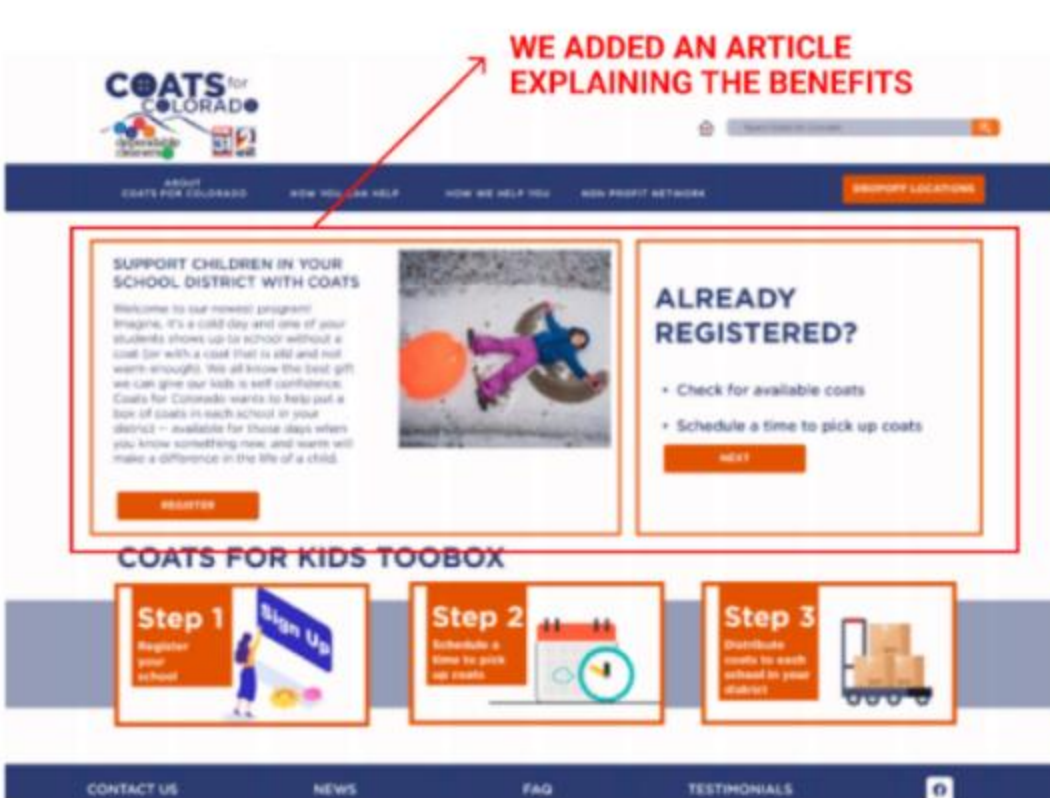 WE ADDED AN ARTICLE
EXPLAINING THE BENEFITS
COATS for
COLORADO
dependable
cleaners
ABOUT
COATS FOR COLORADO
HOW YOU CAN HELP
HOW WE HELP YOU
NON PROFIT NETWORK
DROPOFF LOCATIONS
SUPPORT CHILDREN IN YOUR
SCHOOL DISTRICT WITH COATS
Welcome to our newest program!
Imagine, it's a cold day and one of your
students shows up to school without a
coat (or with a coat that is old and not
warm enough). We all know the best gift
we can give our kids is self confidence.
Coats for Colorado wants to help put a
box of coats in each school in your
district — available for those days when
you know something new, and warm will
make a difference in the life of a child.
REGISTER
ALREADY
REGISTERED?
• Check for available coats
• Schedule a time to pick up coats
NEXT
COATS FOR KIDS TOOBOX
Step 1
Register
your
school
Sign Up
Step 2
Schedule a
time to pick
up coats
Step 3
Distribute
coats to each
school in your
district
CONTACT US
NEWS
FAQ
TESTIMONIALS